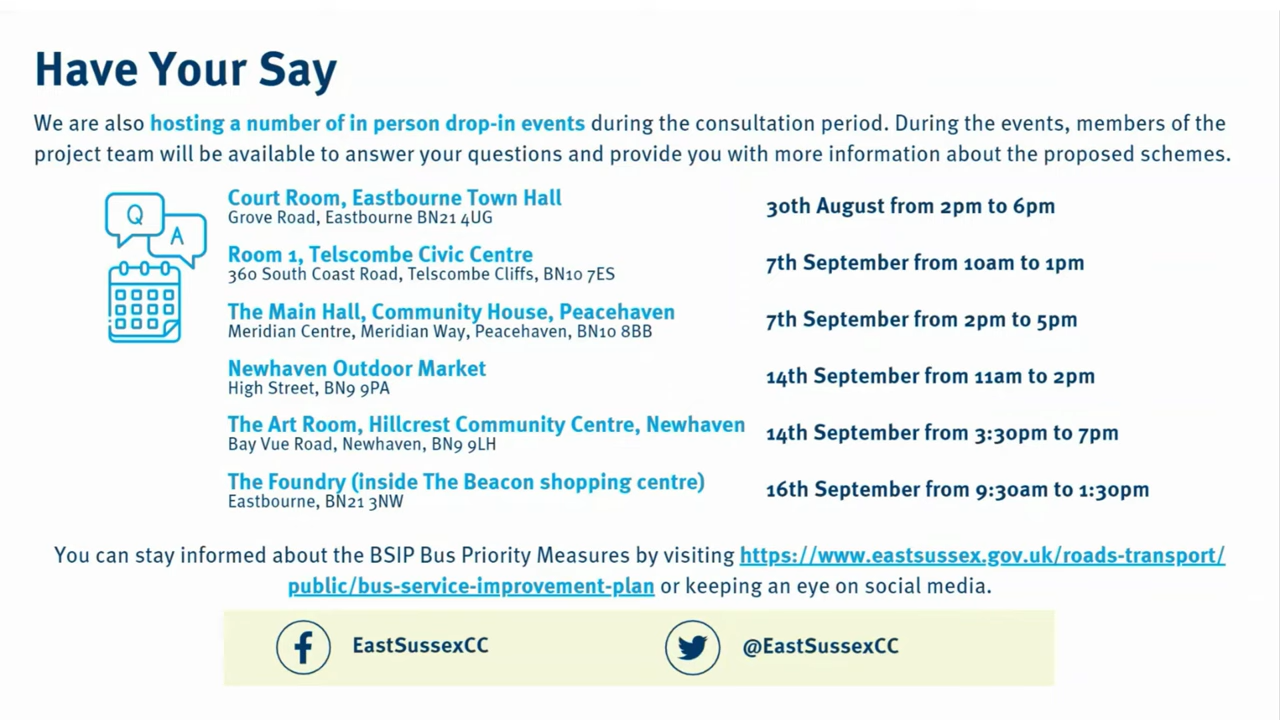 Have Your Say
We are also hosting a number of in person drop-in events during the consultation period. During the events, members of the
project team will be available to answer your questions and provide you with more information about the proposed schemes.
Q
A
Court Room, Eastbourne Town Hall
Grove Road, Eastbourne BN21 4UG
30th August from 2pm to 6pm
Room 1, Telscombe Civic Centre
360 South Coast Road, Telscombe Cliffs, BN10 7ES
7th September from 10am to 1pm
The Main Hall, Community House, Peacehaven
Meridian Centre, Meridian Way, Peacehaven, BN10 8BB
7th September from 2pm to 5pm
Newhaven Outdoor Market
High Street, BN9 9PA
14th September from 11am to 2pm
The Art Room, Hillcrest Community Centre, Newhaven
Bay Vue Road, Newhaven, BN9 9LH
14th September from 3:30pm to 7pm
The Foundry (inside The Beacon shopping centre)
Eastbourne, BN21 3NW
16th September from 9:30am to 1:30pm
You can stay informed about the BSIP Bus Priority Measures by visiting https://www.eastsussex.gov.uk/roads-transport/
public/bus-service-improvement-plan or keeping an eye on social media.
EastSussexCC
@EastSussexCC